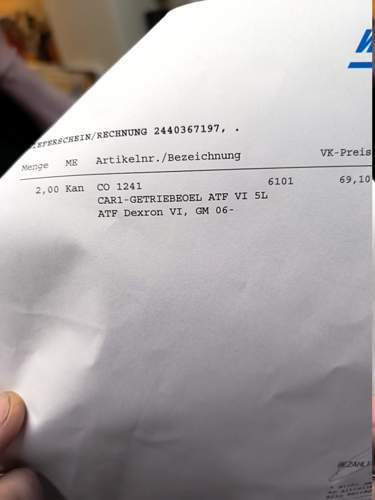 LIEFERSCHEIN/RECHNUNG 2440367197, .
Menge ME Artikelnr./Bezeichnung VK-Preis
2,00 Kan CO 1241 6101 69,10
CAR1-GETRIEBEOEL ATF VI 5L
ATF Dexron VI, GM 06-